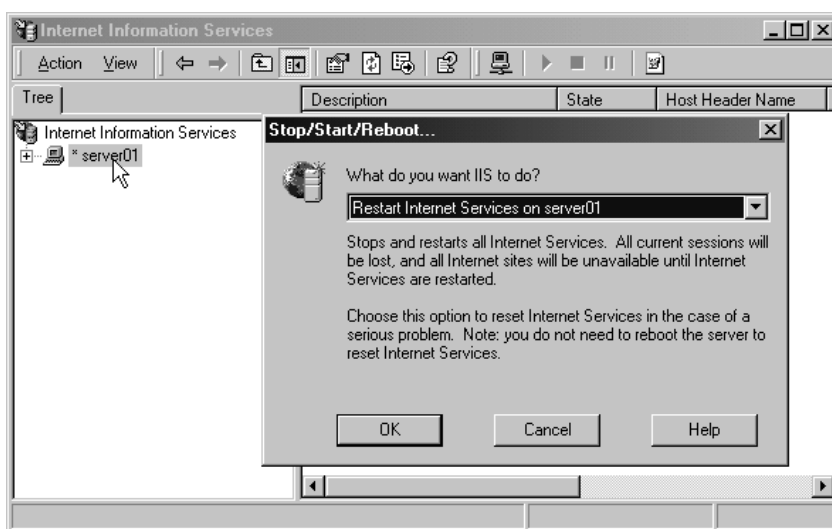 Internet Information Services
Action View
Tree
Description State Host Header Name
Internet Information Services
* server01
Stop/Start/Reboot...
What do you want IIS to do?
Restart Internet Services on server01
Stops and restarts all Internet Services. All current sessions will
be lost, and all Internet sites will be unavailable until Internet
Services are restarted.
Choose this option to reset Internet Services in the case of a
serious problem. Note: you do not need to reboot the server to
reset Internet Services.
OK Cancel Help